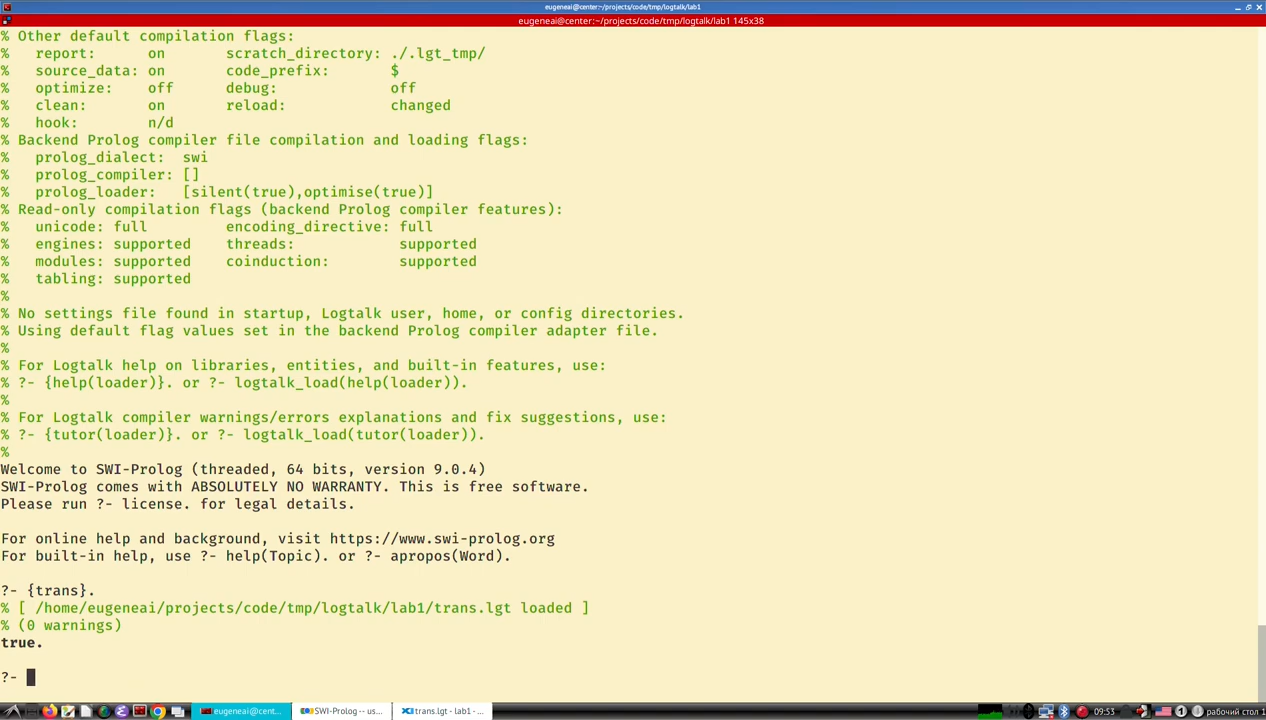 eugeneai@center:~/projects/code/tmp/logtalk/lab1
eugeneai@center:~/projects/code/tmp/logtalk/lab1 145x38
% Other default compilation flags:
%   report:      on       scratch_directory: ./.lgt_tmp/
%   source_data: on       code_prefix:       $
%   optimize:    off      debug:             off
%   clean:       on       reload:            changed
%   hook:        n/d
% Backend Prolog compiler file compilation and loading flags:
%   prolog_dialect:  swi
%   prolog_compiler: []
%   prolog_loader:   [silent(true),optimise(true)]
% Read-only compilation flags (backend Prolog compiler features):
%   unicode: full         encoding_directive: full
%   engines: supported    threads:            supported
%   modules: supported    coinduction:        supported
%   tabling: supported
%
% No settings file found in startup, Logtalk user, home, or config directories.
% Using default flag values set in the backend Prolog compiler adapter file.
%
% For Logtalk help on libraries, entities, and built-in features, use:
% ?- {help(loader)}. or ?- logtalk_load(help(loader)).
%
% For Logtalk compiler warnings/errors explanations and fix suggestions, use:
% ?- {tutor(loader)}. or ?- logtalk_load(tutor(loader)).
%
Welcome to SWI-Prolog (threaded, 64 bits, version 9.0.4)
SWI-Prolog comes with ABSOLUTELY NO WARRANTY. This is free software.
Please run ?- license. for legal details.
For online help and background, visit https://www.swi-prolog.org
For built-in help, use ?- help(Topic). or ?- apropos(Word).
?- {trans}.
% [ /home/eugeneai/projects/code/tmp/logtalk/lab1/trans.lgt loaded ]
% (0 warnings)
true.
?-
eugeneai@cent... SWI-Prolog -- us... trans.lgt - lab1 - ... 09:53 1 рабочий стол 1